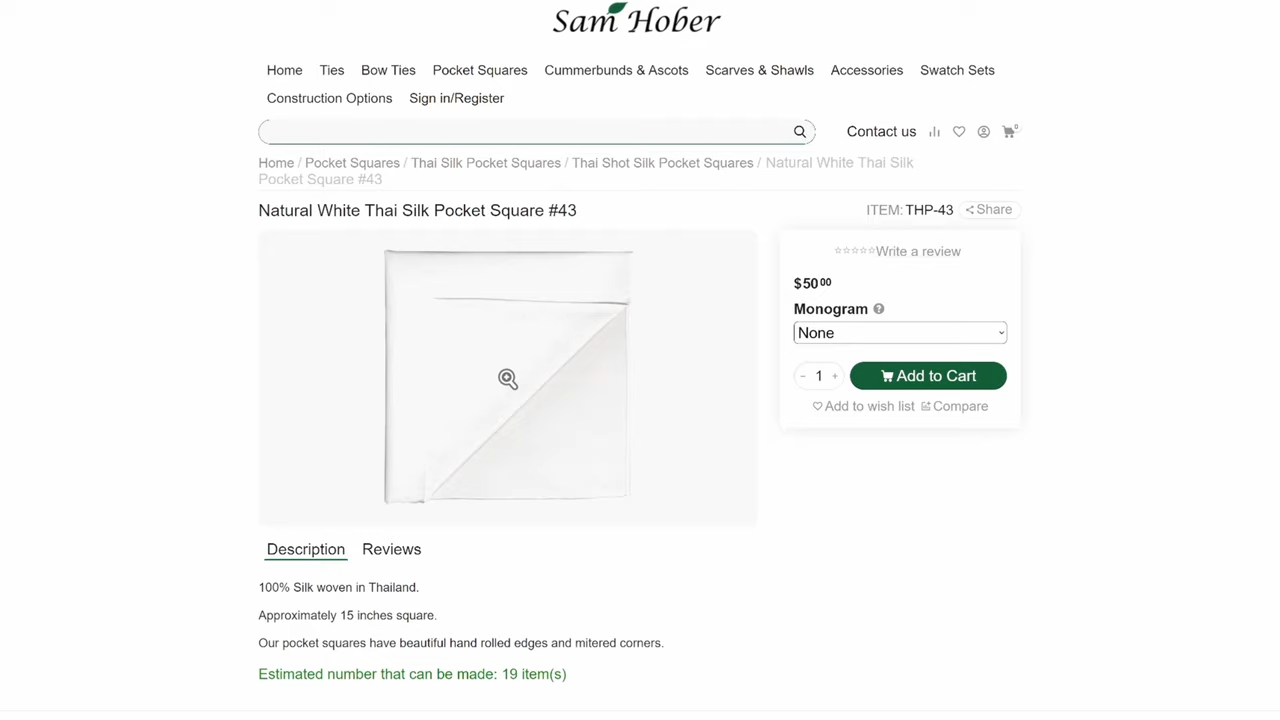 Sam Hober
Home Ties Bow Ties Pocket Squares Cummerbunds & Ascots Scarves & Shawls Accessories Swatch Sets
Construction Options Sign in/Register
Contact us 0
Home / Pocket Squares / Thai Silk Pocket Squares / Thai Shot Silk Pocket Squares / Natural White Thai Silk
Pocket Square #43
Natural White Thai Silk Pocket Square #43
ITEM: THP-43 Share
Write a review
$50 00
Monogram ?
None
- 1 + Add to Cart
Add to wish list Compare
Description Reviews
100% Silk woven in Thailand.
Approximately 15 inches square.
Our pocket squares have beautiful hand rolled edges and mitered corners.
Estimated number that can be made: 19 item(s)